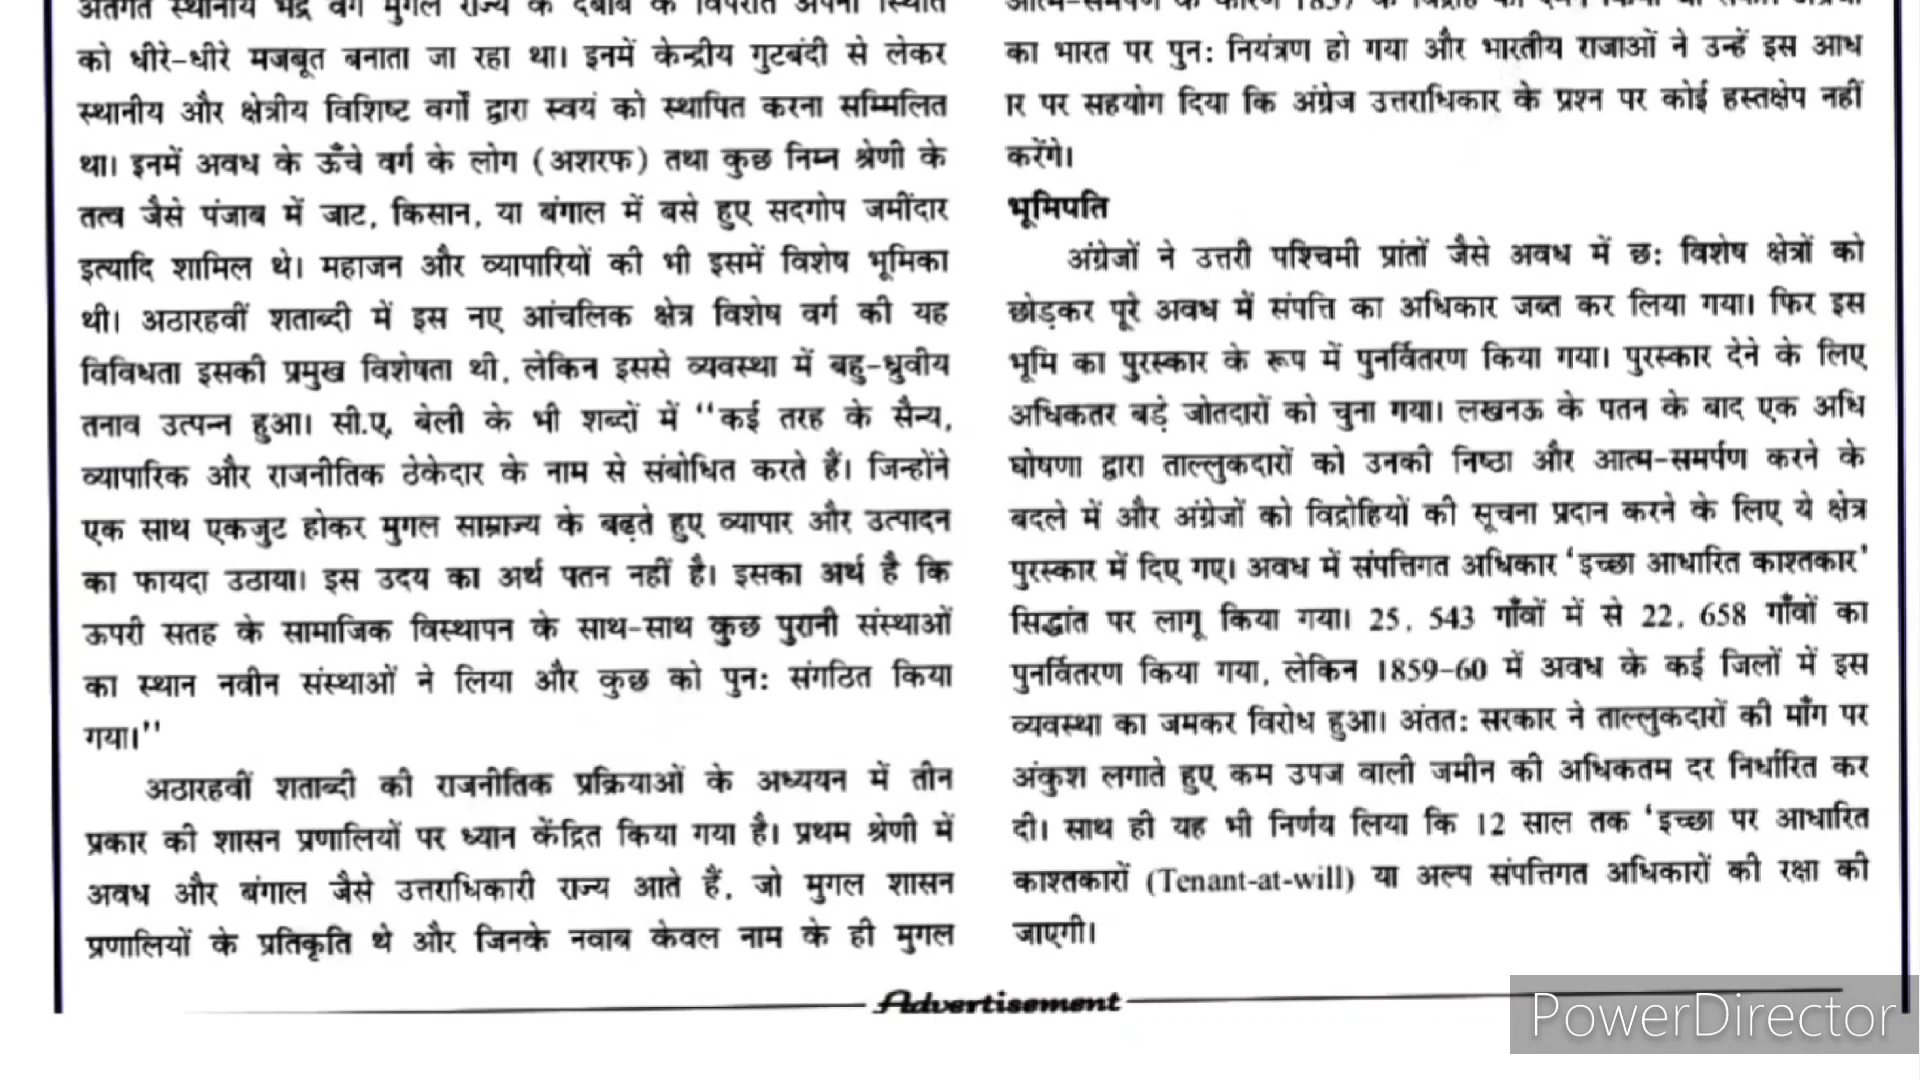 को धीरे-धीरे मजबूत बनाता जा रहा था। इनमें केन्द्रीय गुटबंदी से लेकर
स्थानीय और क्षेत्रीय विशिष्ट वर्गों द्वारा स्वयं को स्थापित करना सम्मिलित
था। इनमें अवध के ऊँचे वर्ग के लोग (अशरफ) तथा कुछ निम्न श्रेणी के
तत्व जैसे पंजाब में जाट, किसान, या बंगाल में बसे हुए सदगोप जमींदार
इत्यादि शामिल थे। महाजन और व्यापारियों की भी इसमें विशेष भूमिका
थी। अठारहवीं शताब्दी में इस नए आंचलिक क्षेत्र विशेष वर्ग की यह
विविधता इसकी प्रमुख विशेषता थी, लेकिन इससे व्यवस्था में बहु-ध्रुवीय
तनाव उत्पन्न हुआ। सी.ए. बेली के भी शब्दों में "कई तरह के सैन्य,
व्यापारिक और राजनीतिक ठेकेदार के नाम से संबोधित करते हैं। जिन्होंने
एक साथ एकजुट होकर मुगल साम्राज्य के बढ़ते हुए व्यापार और उत्पादन
का फायदा उठाया। इस उदय का अर्थ पतन नहीं है। इसका अर्थ है कि
ऊपरी सतह के सामाजिक विस्थापन के साथ-साथ कुछ पुरानी संस्थाओं
का स्थान नवीन संस्थाओं ने लिया और कुछ को पुन: संगठित किया
गया।"
अठारहवीं शताब्दी की राजनीतिक प्रक्रियाओं के अध्ययन में तीन
प्रकार की शासन प्रणालियों पर ध्यान केंद्रित किया गया है। प्रथम श्रेणी में
अवध और बंगाल जैसे उत्तराधिकारी राज्य आते हैं, जो मुगल शासन
प्रणालियों के प्रतिकृति थे और जिनके नवाब केवल नाम के ही मुगल
का भारत पर पुन: नियंत्रण हो गया और भारतीय राजाओं ने उन्हें इस आध
ार पर सहयोग दिया कि अंग्रेज उत्तराधिकार के प्रश्न पर कोई हस्तक्षेप नहीं
करेंगे।
भूमिपति
अंग्रेजों ने उत्तरी पश्चिमी प्रांतों जैसे अवध में छ: विशेष क्षेत्रों को
छोड़कर पूरे अवध में संपत्ति का अधिकार जब्त कर लिया गया। फिर इस
भूमि का पुरस्कार के रूप में पुनर्वितरण किया गया। पुरस्कार देने के लिए
अधिकतर बड़े जोतदारों को चुना गया। लखनऊ के पतन के बाद एक अधि
घोषणा द्वारा ताल्लुकदारों को उनकी निष्ठा और आत्म-समर्पण करने के
बदले में और अंग्रेजों को विद्रोहियों की सूचना प्रदान करने के लिए ये क्षेत्र
पुरस्कार में दिए गए। अवध में संपत्तिगत अधिकार 'इच्छा आधारित काश्तकार'
सिद्धांत पर लागू किया गया। 25, 543 गाँवों में से 22, 658 गाँवों का
पुनर्वितरण किया गया, लेकिन 1859-60 में अवध के कई जिलों में इस
व्यवस्था का जमकर विरोध हुआ। अंतत: सरकार ने ताल्लुकदारों की माँग पर
अंकुश लगाते हुए कम उपज वाली जमीन की अधिकतम दर निर्धारित कर
दी। साथ ही यह भी निर्णय लिया कि 12 साल तक 'इच्छा पर आधारित
काश्तकारों (Tenant-at-will) या अल्प संपत्तिगत अधिकारों की रक्षा की
जाएगी।
Advertisement
PowerDirector